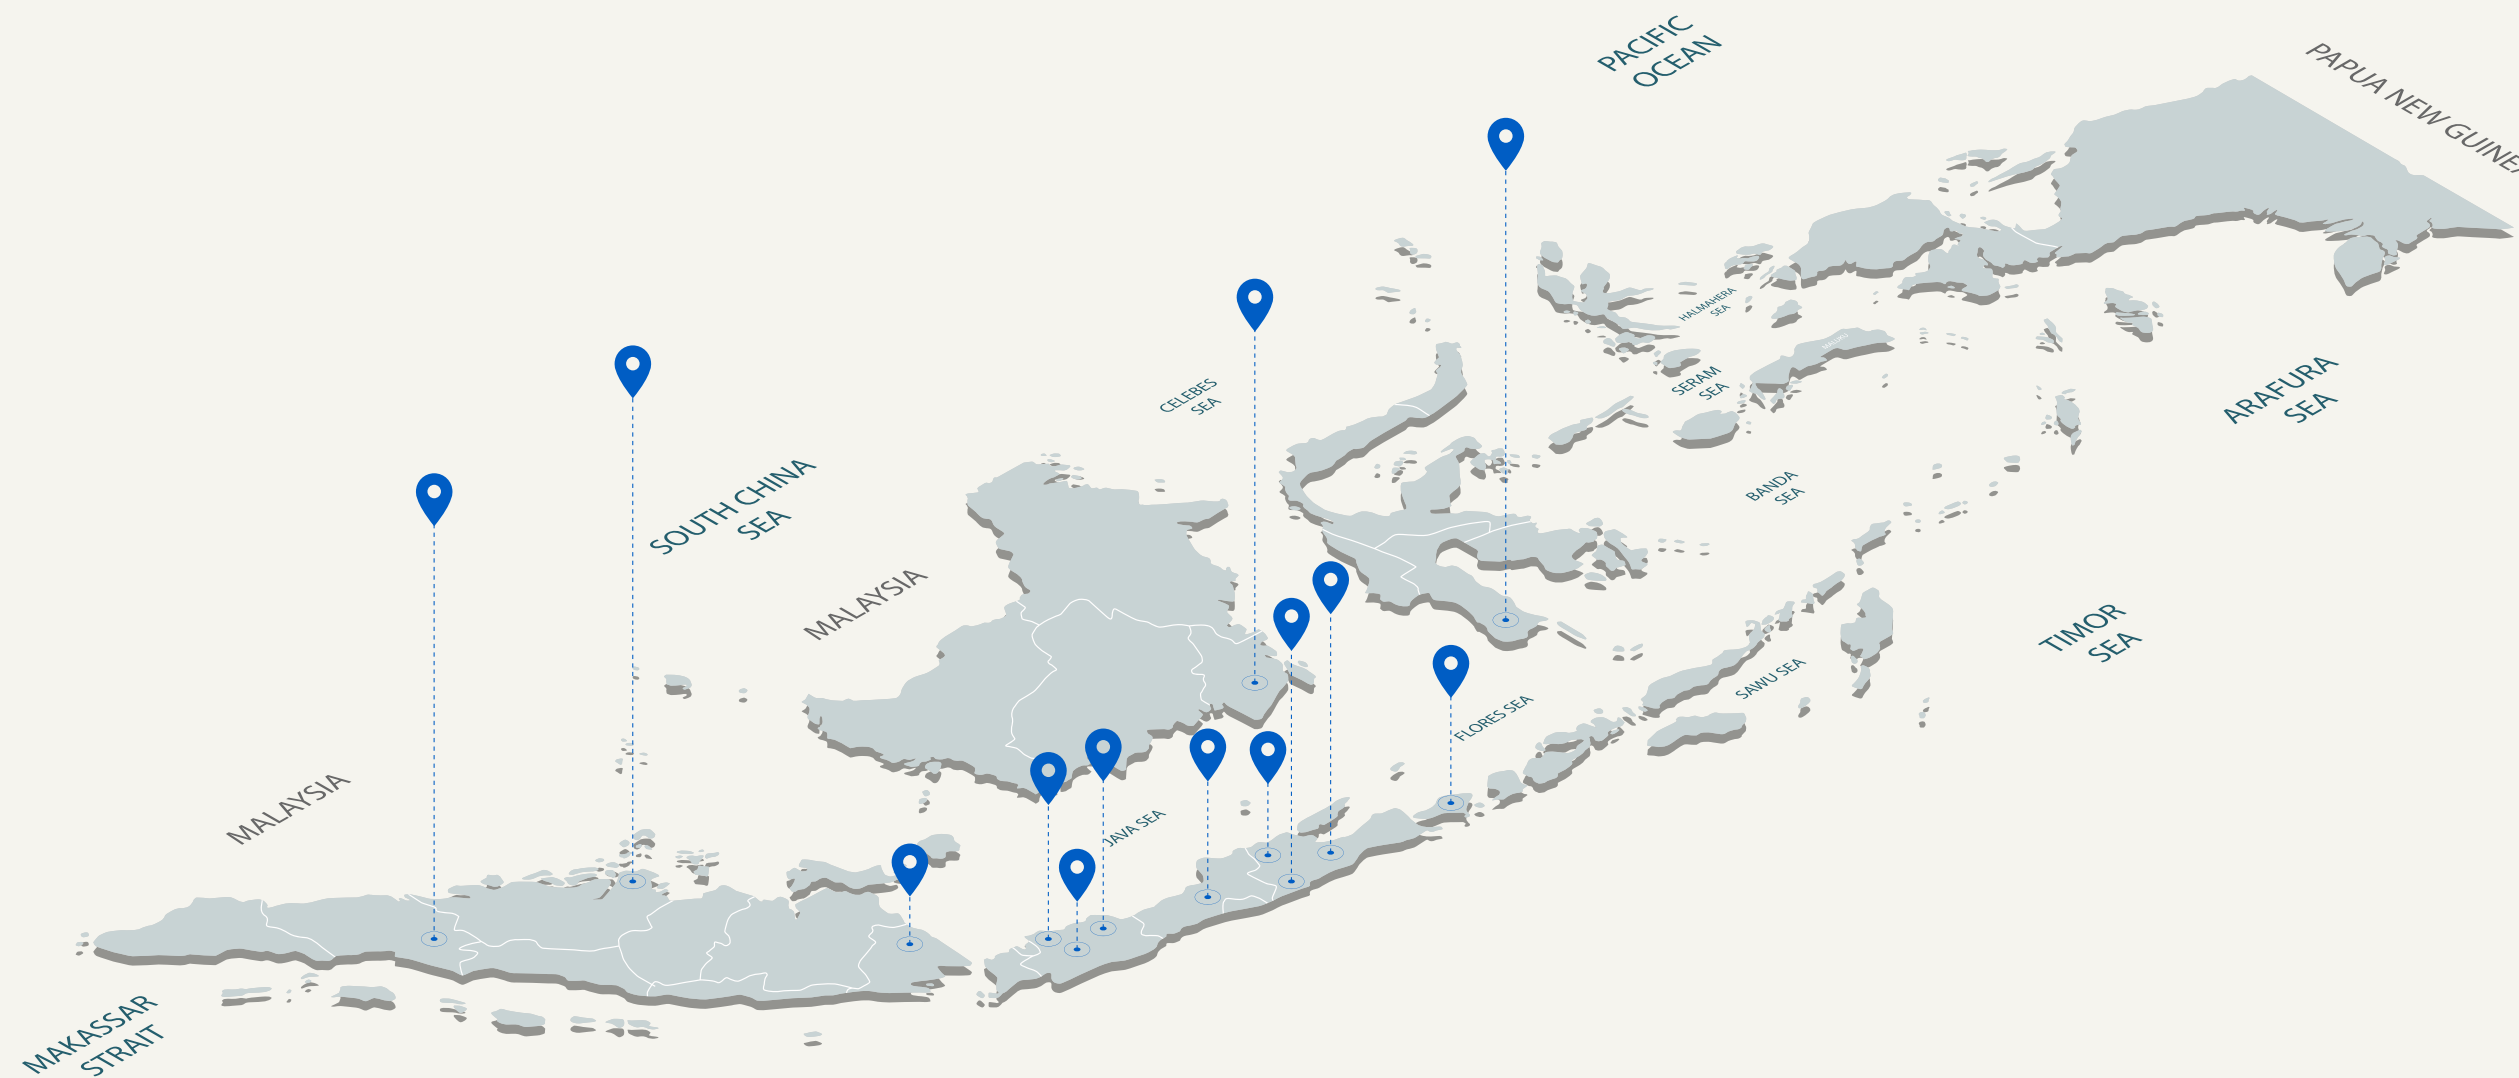 PACIFIC
OCEAN
PAPUA NEW GUINEA
HALMAHERA
SEA
MALUKU
CELEBES
SEA
SERAM
SEA
ARAFURA
SEA
SOUTH CHINA
SEA
BANDA
SEA
MALAYSIA
TIMOR
SEA
SAWU SEA
FLORES SEA
MALAYSIA
JAVA SEA
MAKASSAR
STRAIT